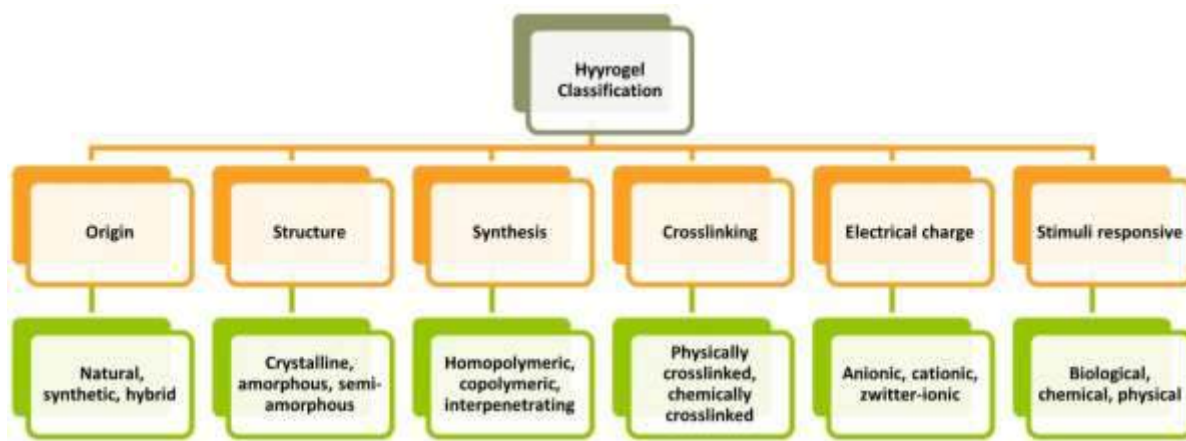 Hyyrogel
Classification
Origin
Structure
Synthesis
Crosslinking
Electrical charge
Stimuli responsive
Natural,
synthetic, hybrid
Crystalline,
amorphous, semi-
amorphous
Homopolymeric,
copolymeric,
interpenetrating
Physically
crosslinked,
chemically
crosslinked
Anionic, cationic,
zwitter-ionic
Biological,
chemical, physical